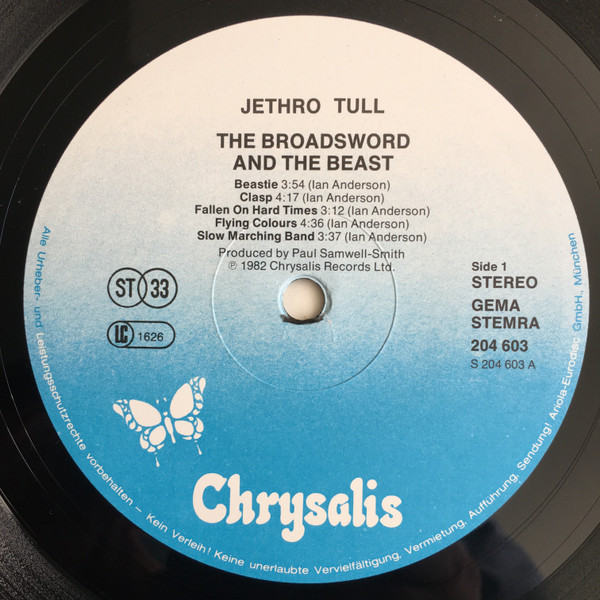 JETHRO TULL
THE BROADSWORD
AND THE BEAST
Beastie 3:54 (Ian Anderson)
Clasp 4:17 (Ian Anderson)
Fallen On Hard Times 3:12 (Ian Anderson)
Flying Colours 4:36 (Ian Anderson)
Slow Marching Band 3:37 (Ian Anderson)
Produced by Paul Samwell-Smith
℗ 1982 Chrysalis Records Ltd.
ST 33
LC 1626
Side 1
STEREO
GEMA
STEMRA
204 603
S 204 603 A
Chrysalis
Alle Urheber- und Leistungsschutzrechte vorbehalten – Kein Verleih! Keine unerlaubte Vervielfältigung, Vermietung, Aufführung, Sendung! Ariola-Eurodisc GmbH, München